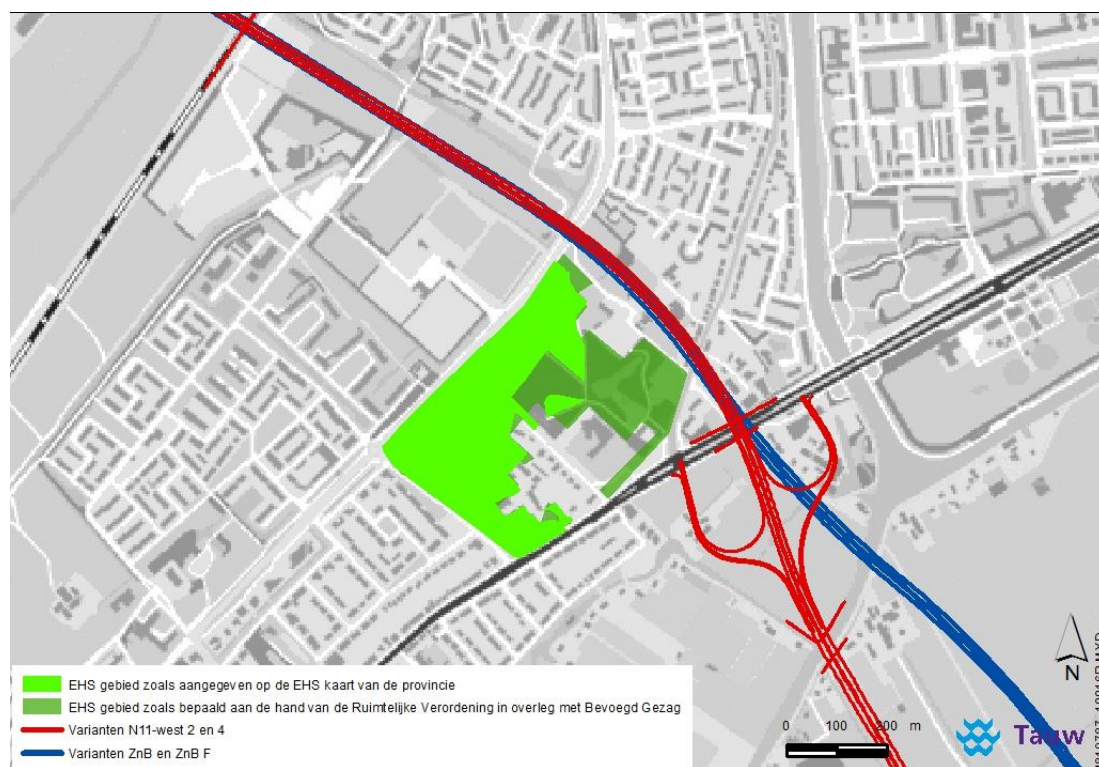 EHS gebied zoals aangegeven op de EHS kaart van de provincie
EHS gebied zoals bepaald aan de hand van de Ruimtelijke Verordening in overleg met Bevoegd Gezag
Varianten N11-west 2 en 4
Varianten ZnB en ZnB F
0 100 200 m
N
Tauw